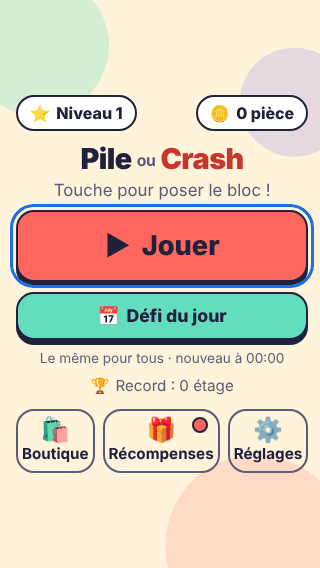 ⭐ Niveau 1
🪙 0 pièce
Pile ou Crash
Touche pour poser le bloc !
▶ Jouer
📅 Défi du jour
Le même pour tous · nouveau à 00:00
🏆 Record : 0 étage
🛍️ Boutique
🎁 Récompenses
⚙️ Réglages